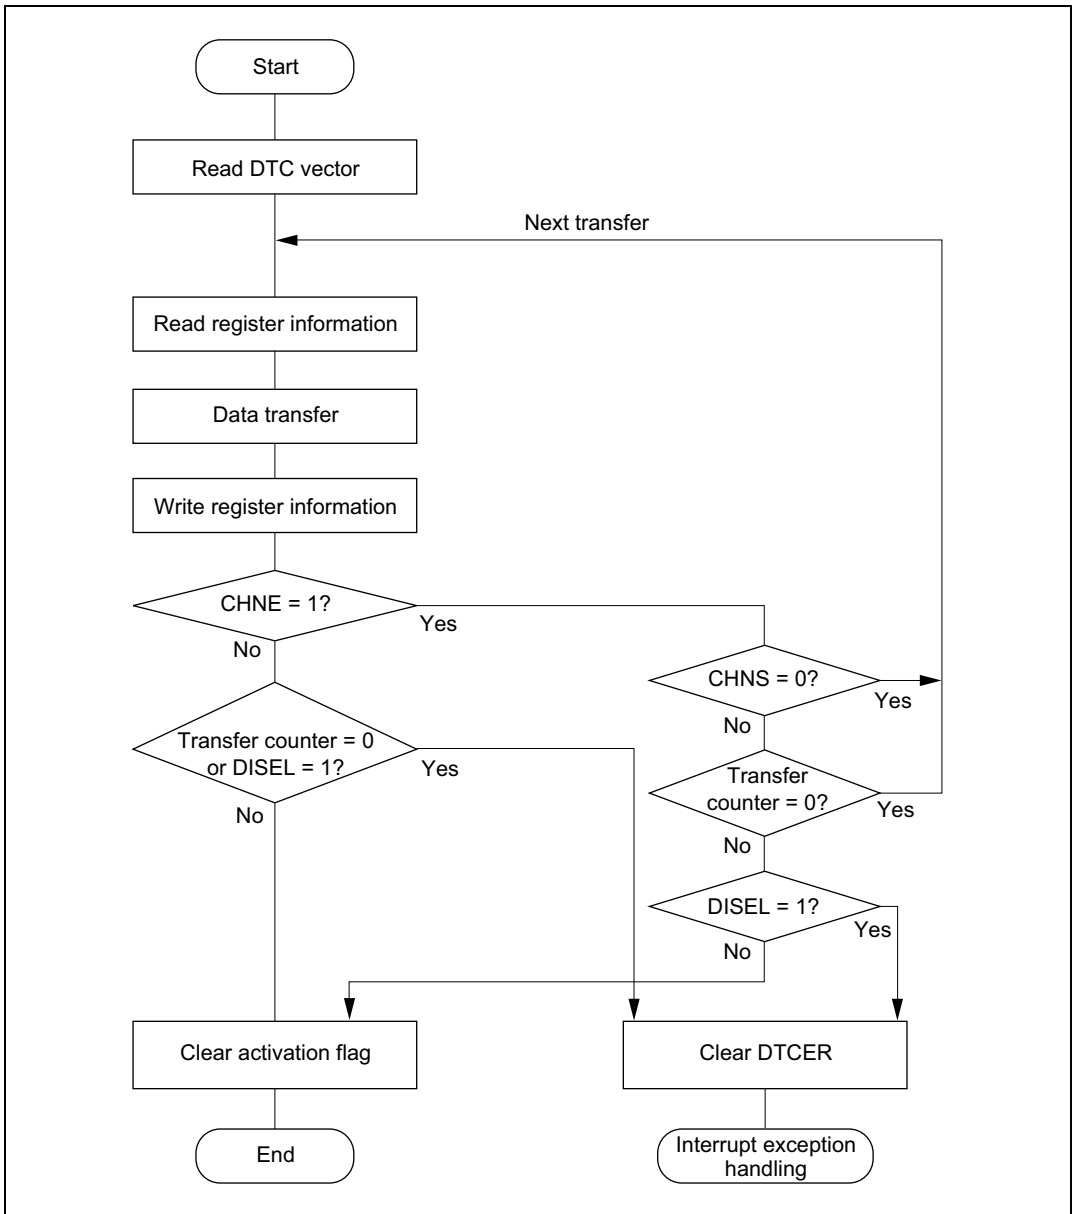 Start
Read DTC vector
Next transfer
Read register information
Data transfer
Write register information
CHNE = 1?
Yes
No
CHNS = 0?
Yes
No
Transfer counter = 0
or DISEL = 1?
Yes
No
Transfer
counter = 0?
Yes
No
DISEL = 1?
Yes
No
Clear activation flag
Clear DTCER
End
Interrupt exception
handling